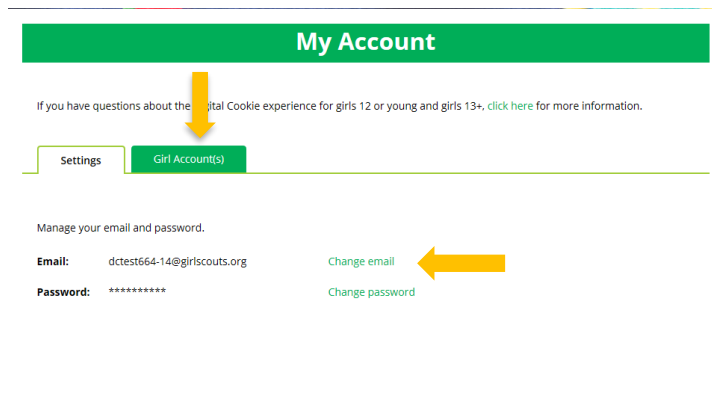 My Account
If you have questions about the Digital Cookie experience for girls 12 or young and girls 13+, click here for more information.
Settings
Girl Account(s)
Manage your email and password.
Email: dctest664-14@girlscouts.org Change email
Password: ********** Change password